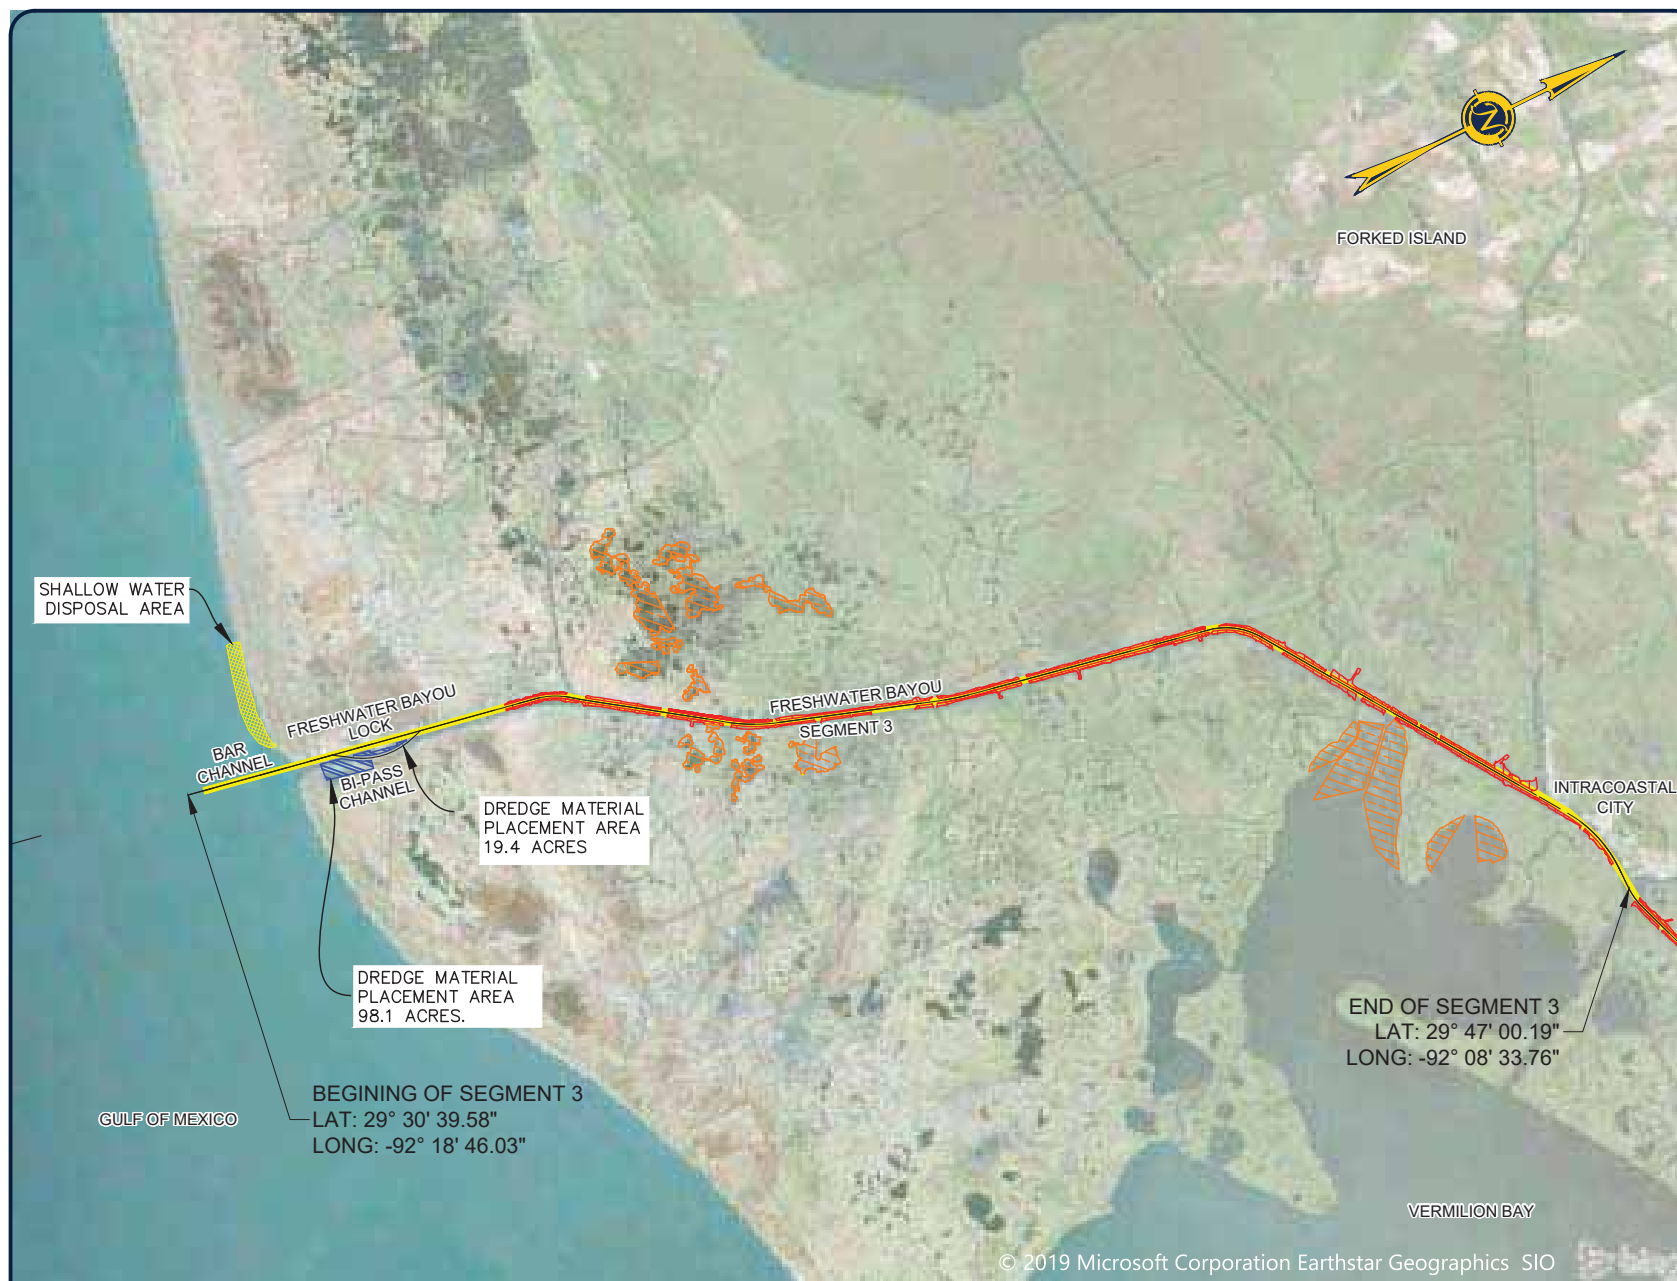 N
FORKED ISLAND
SHALLOW WATER
DISPOSAL AREA
FRESHWATER BAYOU
LOCK
BAR
CHANNEL
BI-PASS
CHANNEL
FRESHWATER BAYOU
SEGMENT 3
INTRACOASTAL
CITY
DREDGE MATERIAL
PLACEMENT AREA
19.4 ACRES
DREDGE MATERIAL
PLACEMENT AREA
98.1 ACRES.
END OF SEGMENT 3
LAT: 29° 47' 00.19"
LONG: -92° 08' 33.76"
BEGINING OF SEGMENT 3
LAT: 29° 30' 39.58"
LONG: -92° 18' 46.03"
GULF OF MEXICO
VERMILION BAY
© 2019 Microsoft Corporation Earthstar Geographics SIO